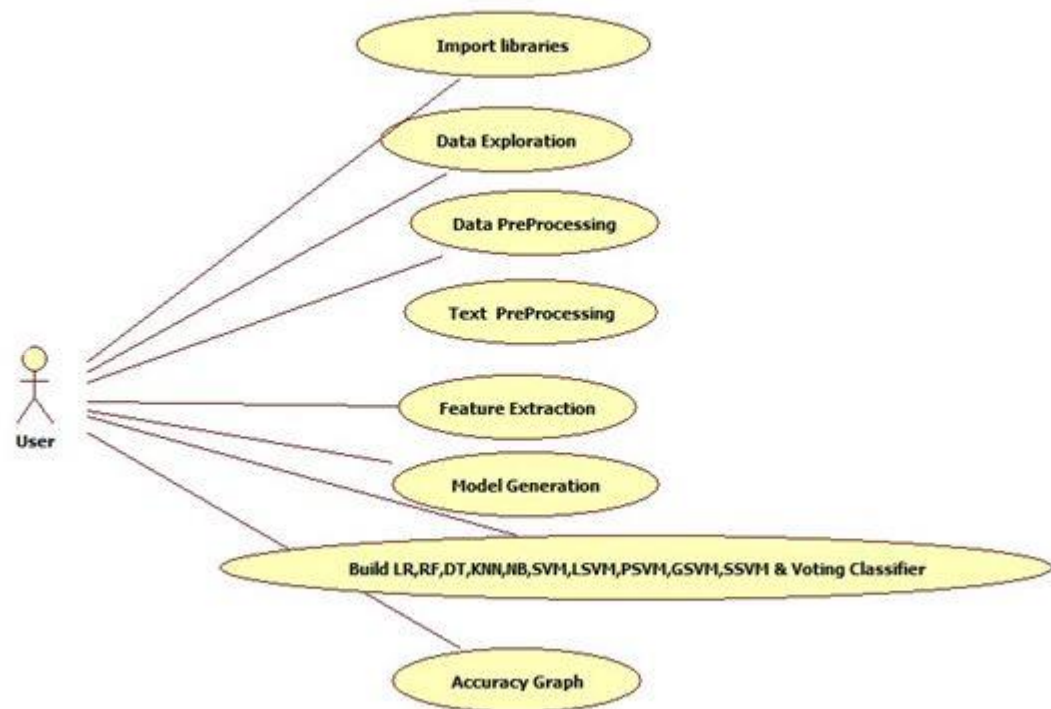 Import libraries
Data Exploration
Data PreProcessing
Text PreProcessing
User
Feature Extraction
Model Generation
Build LR,RF,DT,KNN,NB,SVM,LSVM,PSVM,GSVM,SSVM & Voting Classifier
Accuracy Graph